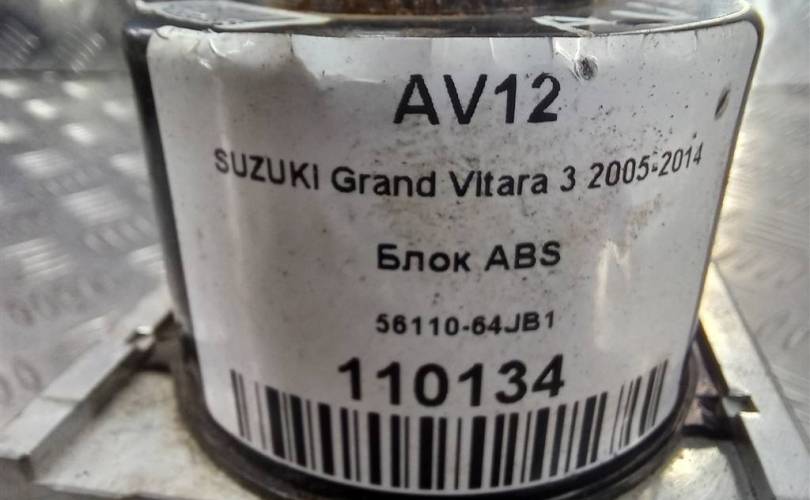 AV12
SUZUKI Grand Vitara 3 2005-2014
Блок ABS
56110-64JB1
110134